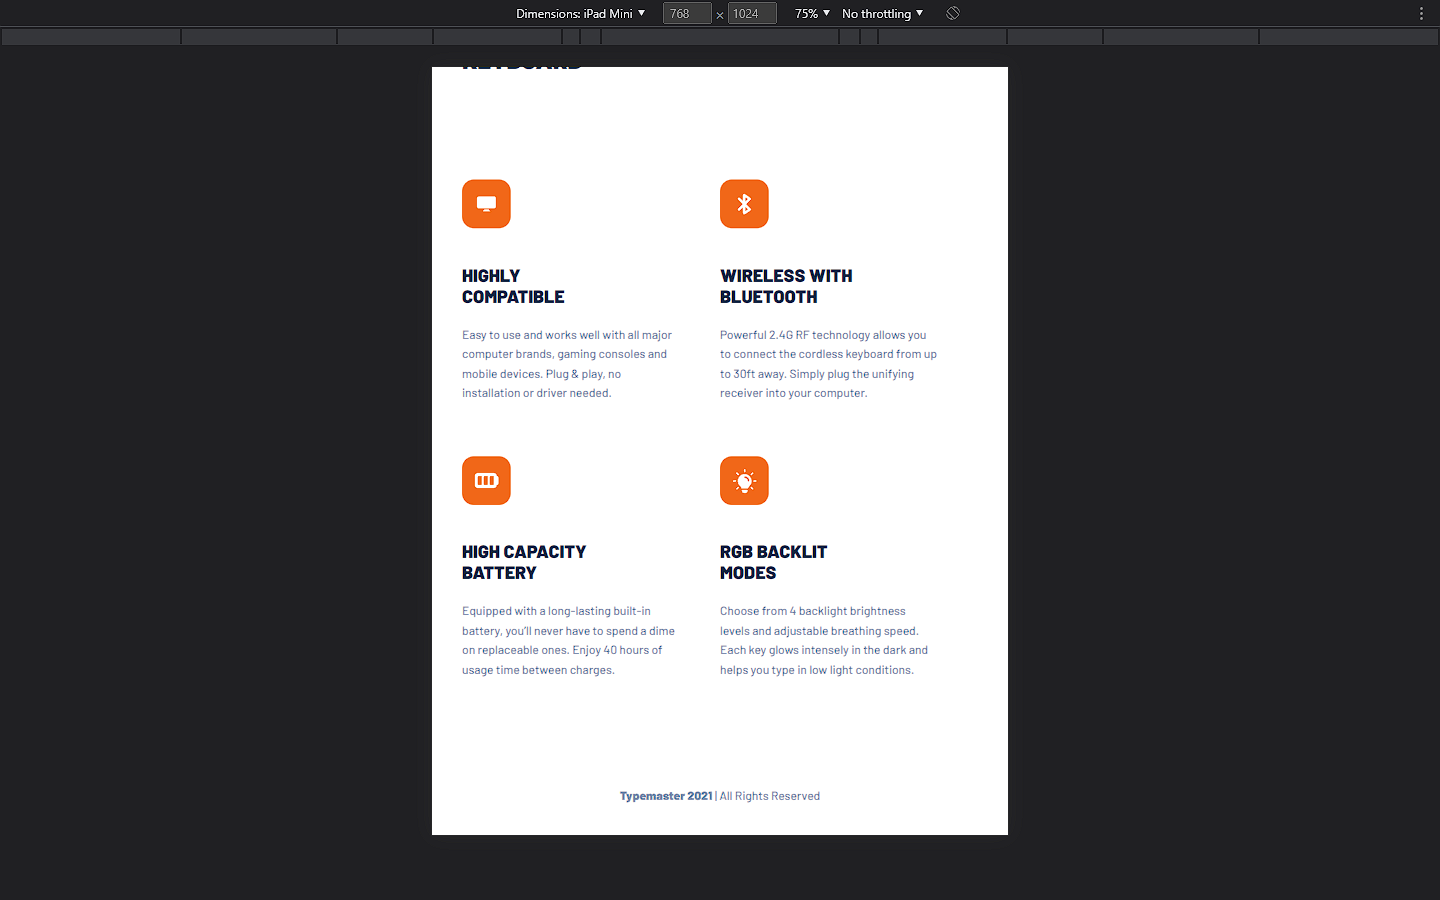 Dimensions: iPad Mini ▼ 768 × 1024 75% ▼ No throttling ▼
KEYBOARD
HIGHLY
COMPATIBLE
Easy to use and works well with all major
computer brands, gaming consoles and
mobile devices. Plug & play, no
installation or driver needed.
WIRELESS WITH
BLUETOOTH
Powerful 2.4G RF technology allows you
to connect the cordless keyboard from up
to 30ft away. Simply plug the unifying
receiver into your computer.
HIGH CAPACITY
BATTERY
Equipped with a long-lasting built-in
battery, you'll never have to spend a dime
on replaceable ones. Enjoy 40 hours of
usage time between charges.
RGB BACKLIT
MODES
Choose from 4 backlight brightness
levels and adjustable breathing speed.
Each key glows intensely in the dark and
helps you type in low light conditions.
Typemaster 2021 | All Rights Reserved